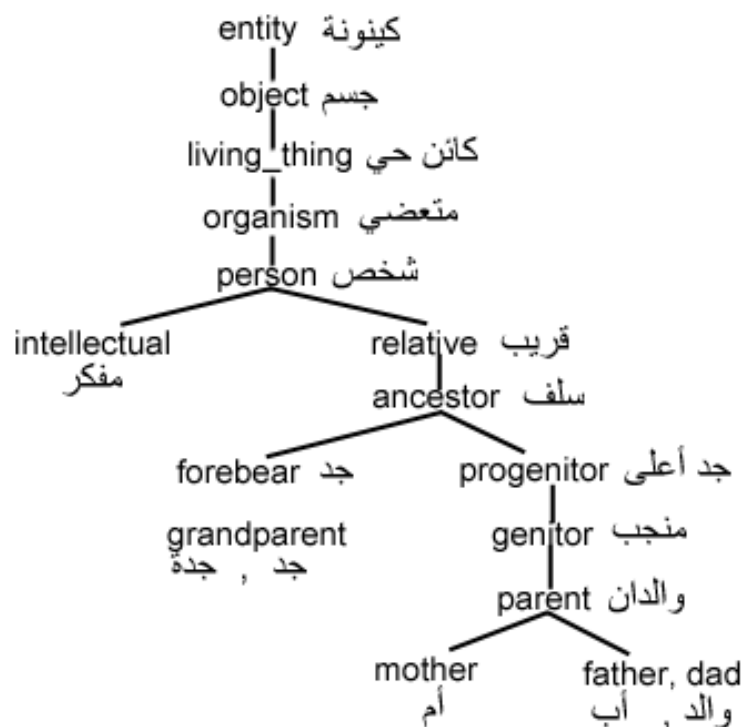 entity كينونة
object جسم
living_thing كائن حي
organism متعضي
person شخص
intellectual
مفكر
relative قريب
ancestor سلف
forebear جد
progenitor جد أعلى
grandparent
جد , جدة
genitor منجب
parent والدان
mother
أم
father, dad
والد , أب